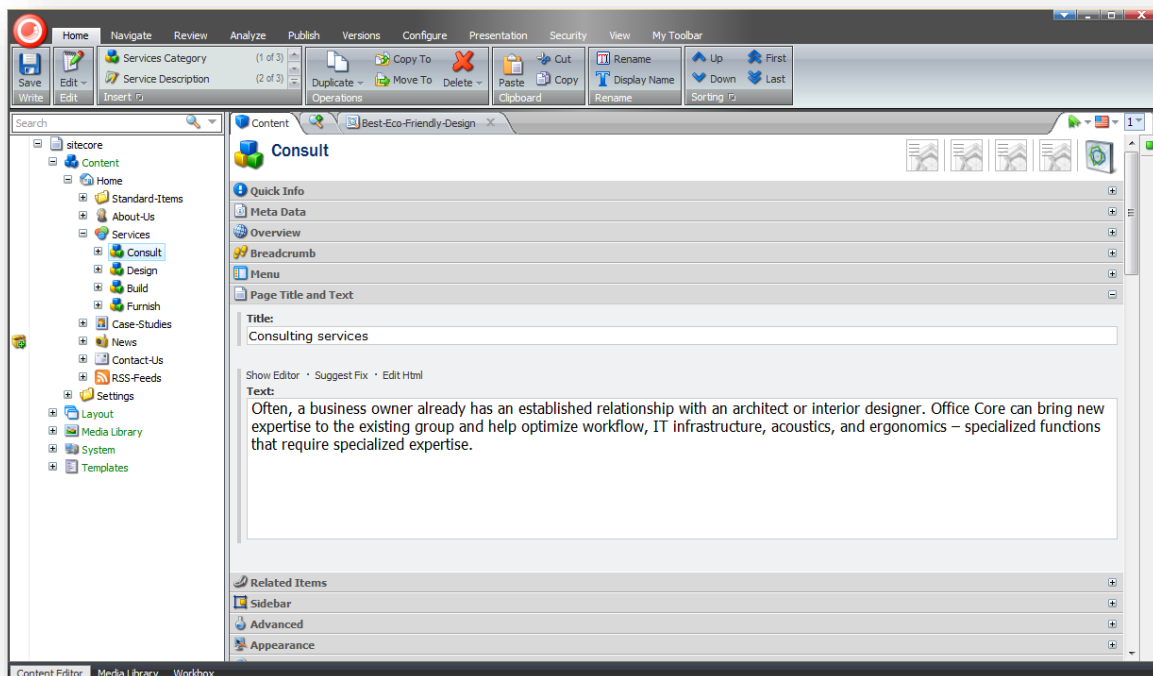 Home Navigate Review Analyze Publish Versions Configure Presentation Security View My Toolbar
Services Category (1 of 3) Copy To Cut Rename Up First
Service Description (2 of 3) Move To Copy Display Name Down Last
Save Edit Duplicate Delete Paste
Write Edit Insert Operations Clipboard Rename Sorting
Search
Content Best-Eco-Friendly-Design 1
sitecore
Content
Home
Standard-Items
About-Us
Services
Consult
Design
Build
Furnish
Case-Studies
News
Contact-Us
RSS-Feeds
Settings
Layout
Media Library
System
Templates
Consult
Quick Info
Meta Data
Overview
Breadcrumb
Menu
Page Title and Text
Title:
Consulting services
Show Editor · Suggest Fix · Edit Html
Text:
Often, a business owner already has an established relationship with an architect or interior designer. Office Core can bring new
expertise to the existing group and help optimize workflow, IT infrastructure, acoustics, and ergonomics – specialized functions
that require specialized expertise.
Related Items
Sidebar
Advanced
Appearance
Content Editor Media Library Workbox